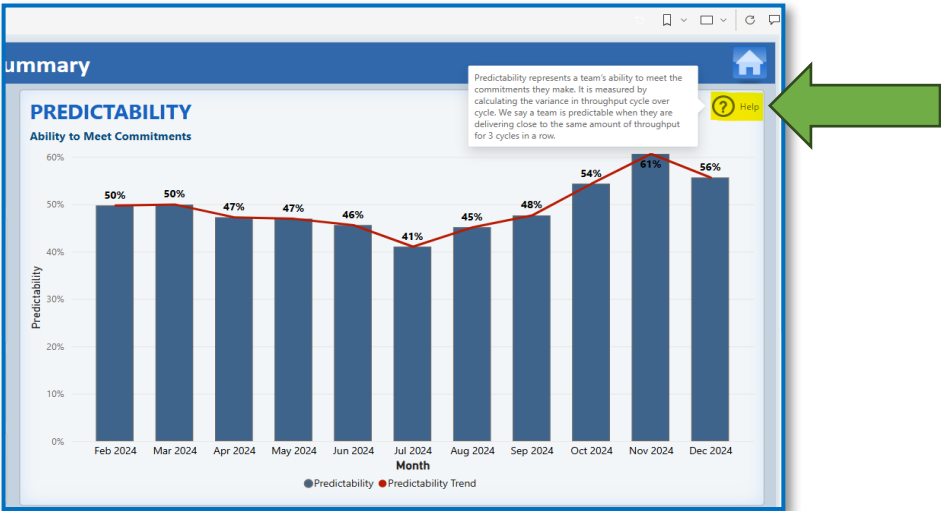 ummary
Predictability represents a team's ability to meet the
commitments they make. It is measured by
calculating the variance in throughput cycle over
cycle. We say a team is predictable when they are
delivering close to the same amount of throughput
for 3 cycles in a row.
? Help
PREDICTABILITY
Ability to Meet Commitments
Predictability
60%
50%
40%
30%
20%
10%
0%
50%
50%
47%
47%
46%
41%
45%
48%
54%
61%
56%
Feb 2024 Mar 2024 Apr 2024 May 2024 Jun 2024 Jul 2024 Aug 2024 Sep 2024 Oct 2024 Nov 2024 Dec 2024
Month
Predictability Predictability Trend